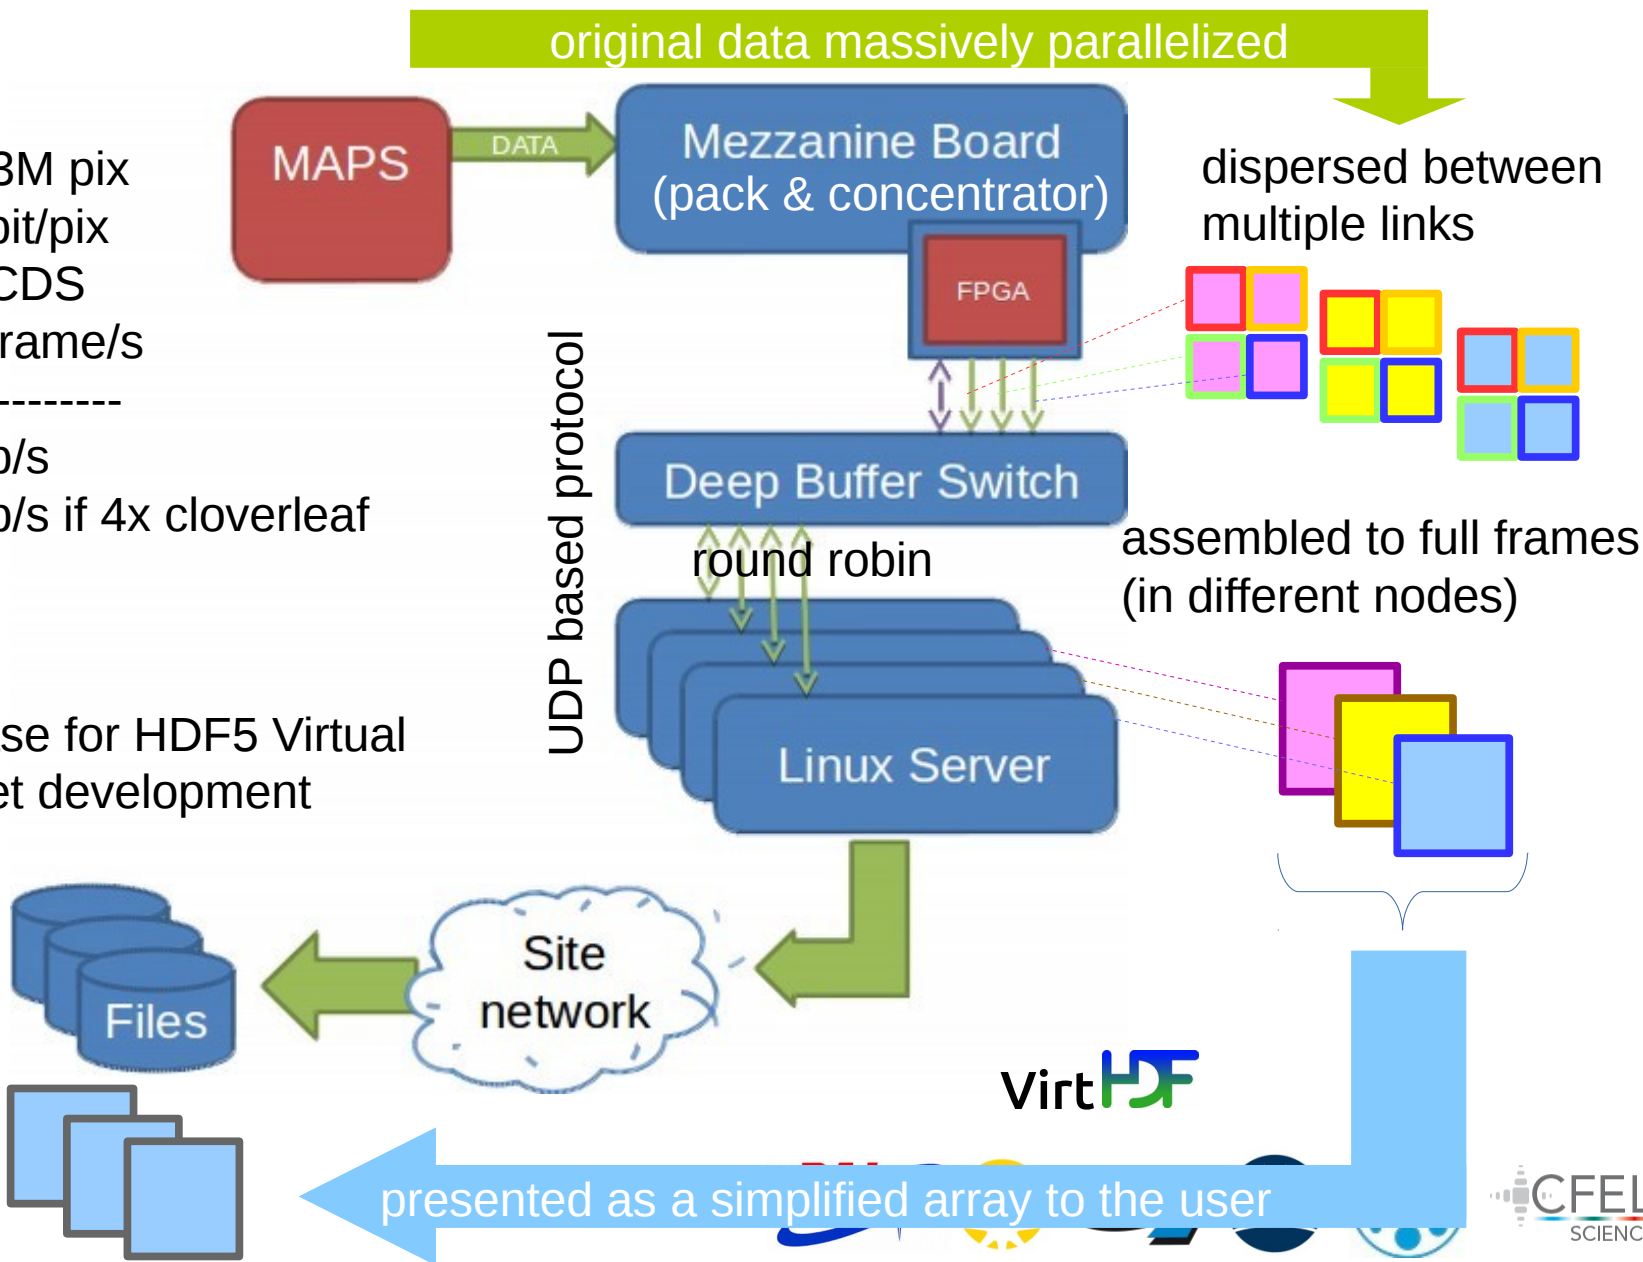 original data massively parallelized
MAPS
DATA
Mezzanine Board
(pack & concentrator)
FPGA
3M pix
bit/pix
CDS
rame/s
--------
b/s
b/s if 4x cloverleaf
dispersed between
multiple links
UDP based protocol
Deep Buffer Switch
round robin
assembled to full frames
(in different nodes)
Linux Server
se for HDF5 Virtual
et development
Site
network
Files
VirtHDF
presented as a simplified array to the user
CFEL
SCIENC